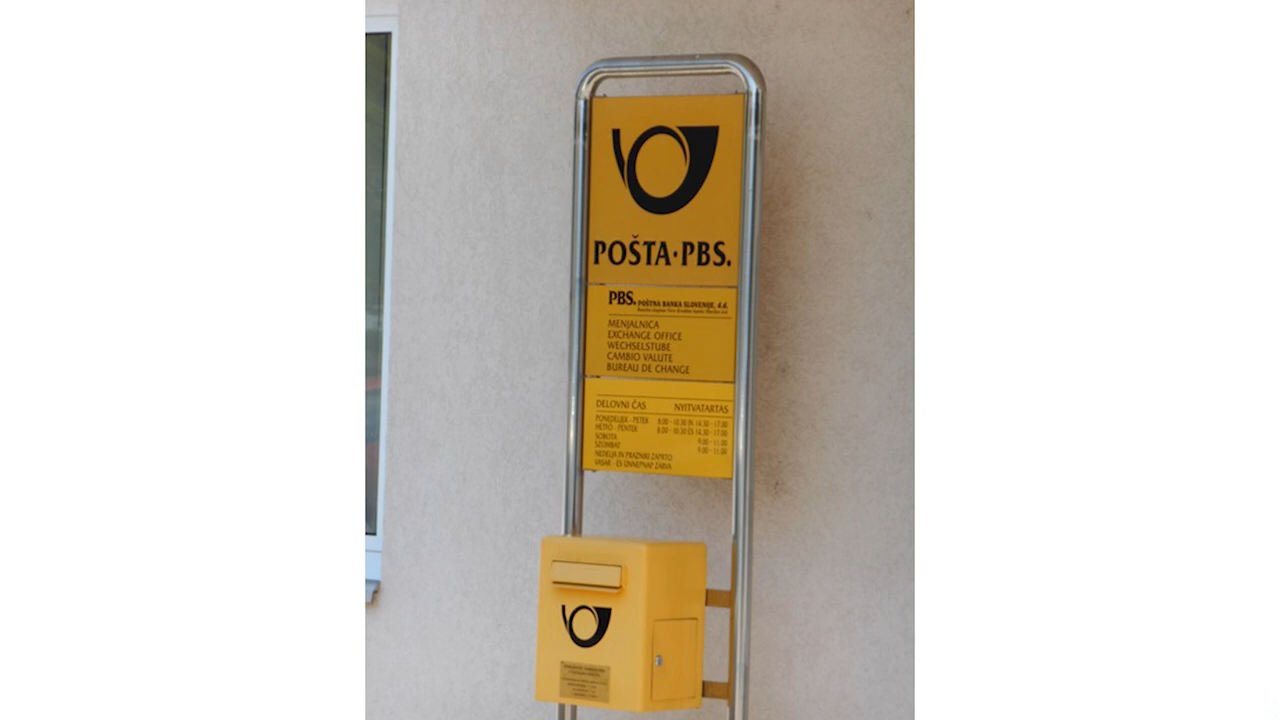 POŠTA·PBS.
PBS. POŠTNA BANKA SLOVENIJE, d.d.
MENJALNICA
EXCHANGE OFFICE
WECHSELSTUBE
CAMBIO VALUTE
BUREAU DE CHANGE
DELOVNI ČAS NYITVATARTAS
PONEDELJEK - PETEK 8.00 - 10.30 IN 14.30 - 17.00
HÉTFŐ - PÉNTEK 8.00 - 10.30 ÉS 14.30 - 17.00
SOBOTA 9.00 - 11.00
SZOMBAT 9.00 - 11.00
NEDELJA IN PRAZNIKI ZAPRTO
VASAR - ÉS ÜNNEPNAP ZÁRVA